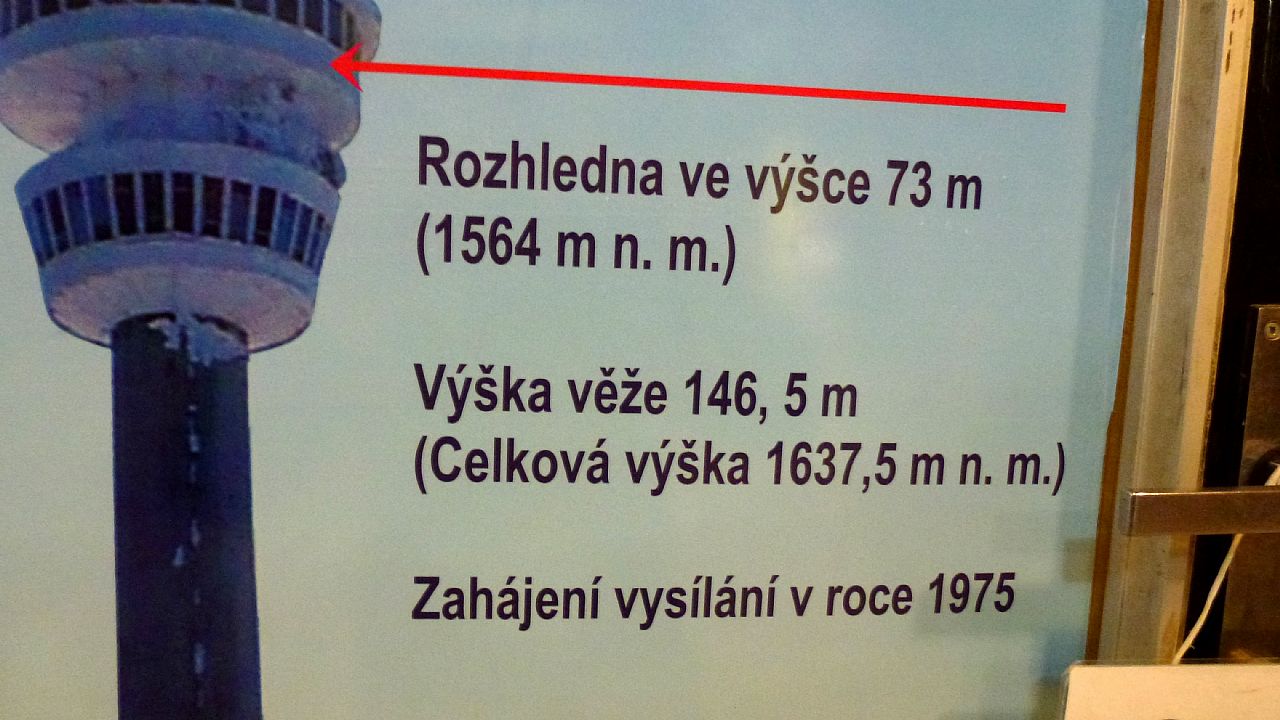 Rozhledna ve výšce 73 m
(1564 m n. m.)
Výška věže 146, 5 m
(Celková výška 1637,5 m n. m.)
Zahájení vysílání v roce 1975